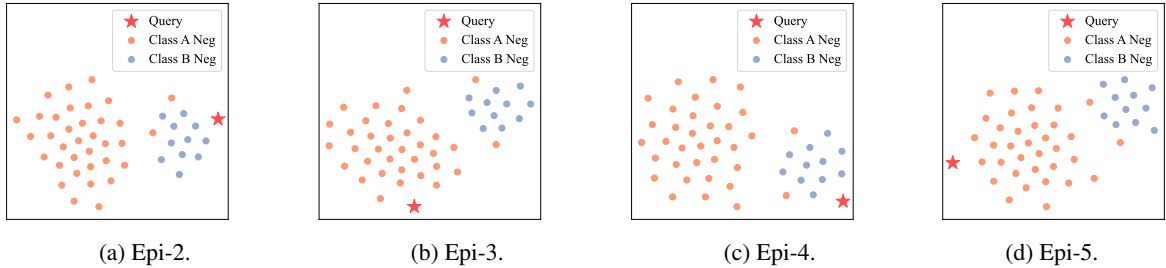 Query
Class A Neg
Class B Neg
(a) Epi-2.
Query
Class A Neg
Class B Neg
(b) Epi-3.
Query
Class A Neg
Class B Neg
(c) Epi-4.
Query
Class A Neg
Class B Neg
(d) Epi-5.